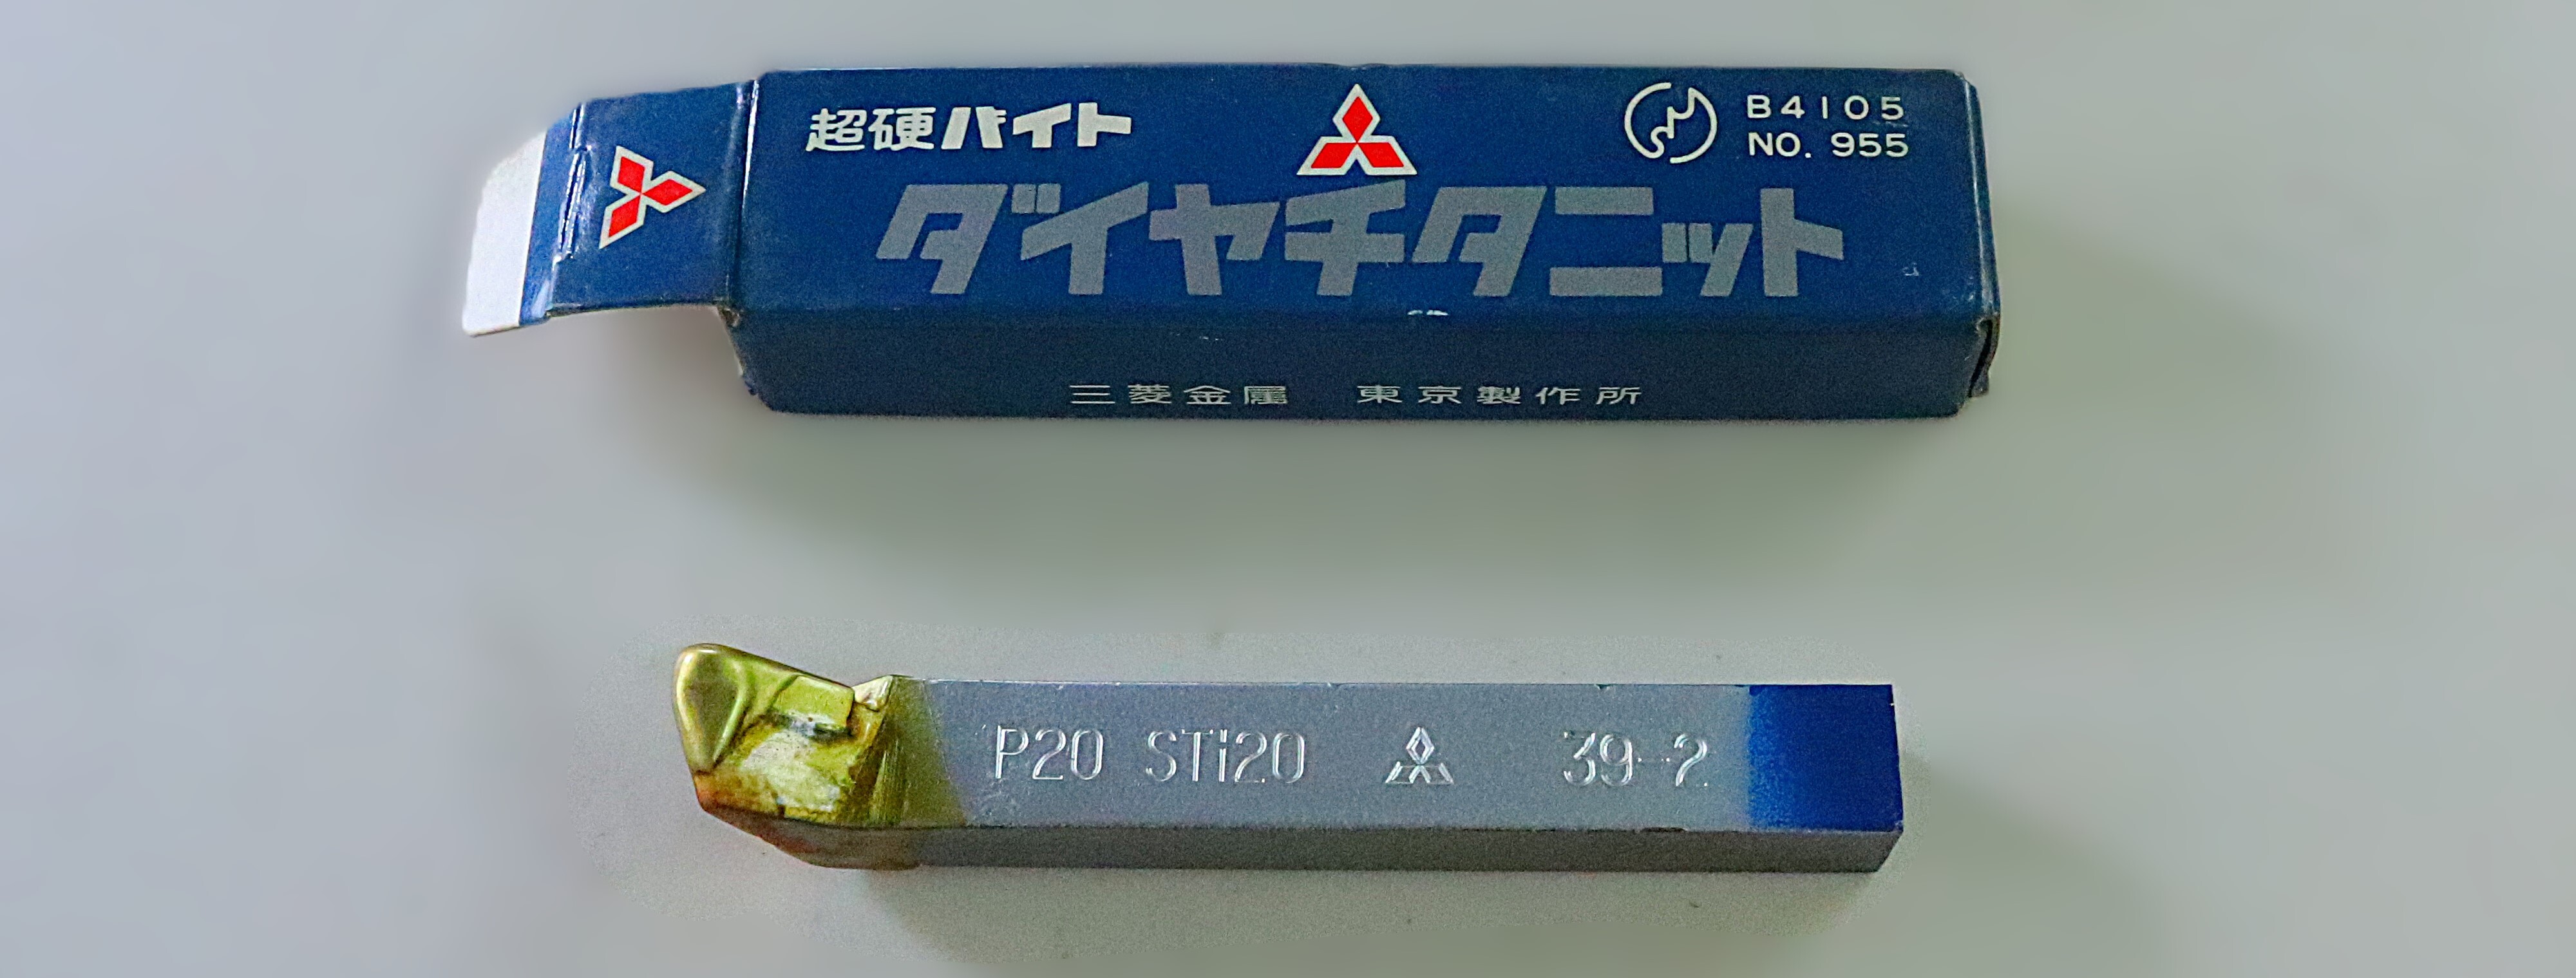 超硬バイト
B4105
NO. 955
ダイヤチタニット
三菱金属 東京製作所
P20 STi20 39-2